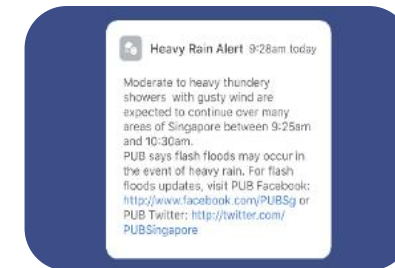 Heavy Rain Alert 9:28am today
Moderate to heavy thundery
showers with gusty wind are
expected to continue over many
areas of Singapore between 9:25am
and 10:30am.
PUB says flash floods may occur in
the event of heavy rain. For flash
floods updates, visit PUB Facebook:
http://www.facebook.com/PUBSg or
PUB Twitter: http://twitter.com/
PUBSingapore